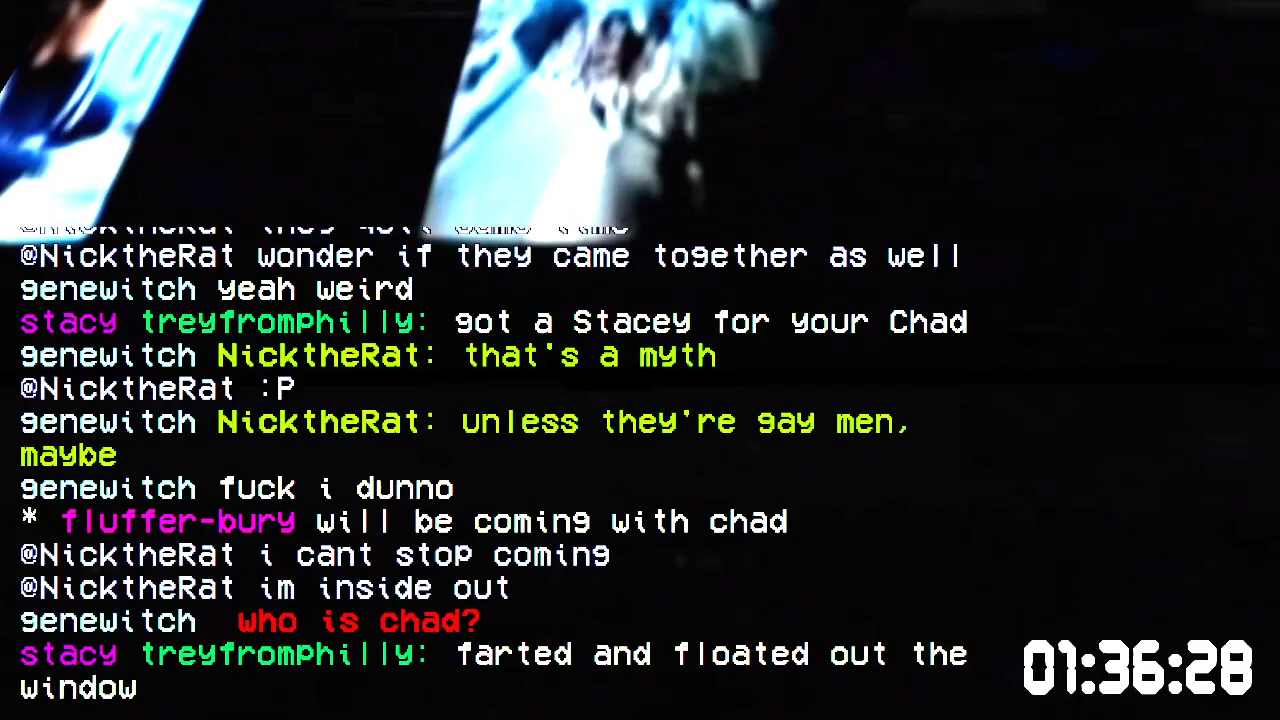 @NicktheRat wonder if they came together as well
genewitch yeah weird
stacy treyfromphilly: got a Stacey for your Chad
genewitch NicktheRat: that's a myth
@NicktheRat :P
genewitch NicktheRat: unless they're gay men,
maybe
genewitch fuck i dunno
* fluffer-bury will be coming with chad
@NicktheRat i cant stop coming
@NicktheRat im inside out
genewitch who is chad?
stacy treyfromphilly: farted and floated out the
window
01:36:28